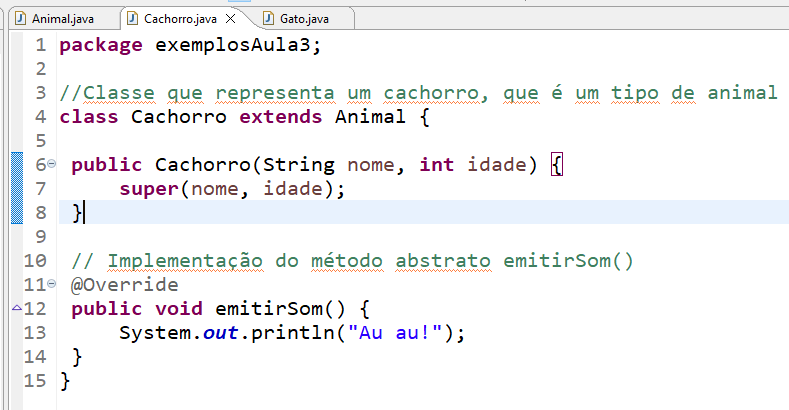 Animal.java Cachorro.java Gato.java
1 package exemplosAula3;
2
3 //Classe que representa um cachorro, que é um tipo de animal
4 class Cachorro extends Animal {
5
6 public Cachorro(String nome, int idade) {
7 super(nome, idade);
8 }
9
10 // Implementação do método abstrato emitirSom()
11 @Override
12 public void emitirSom() {
13 System.out.println("Au au!");
14 }
15 }